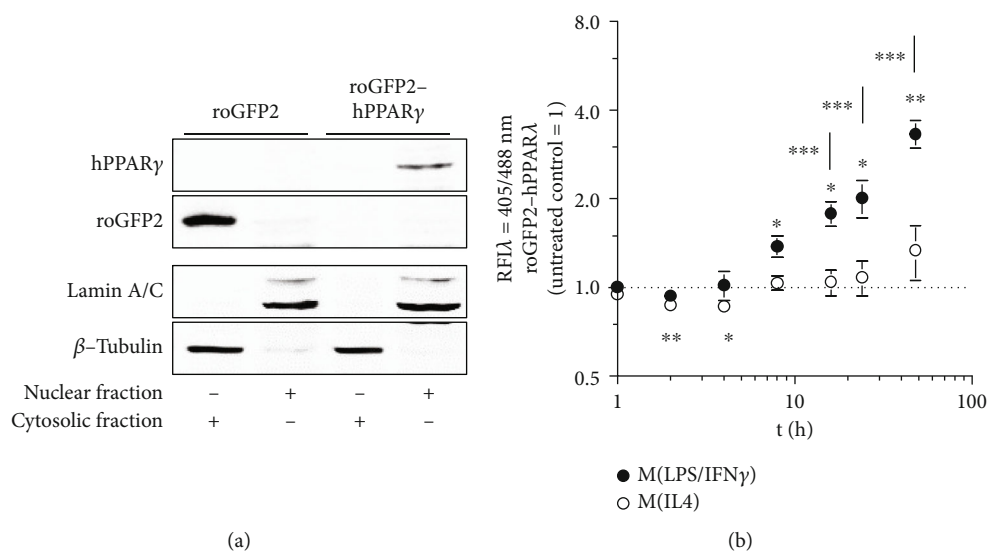 roGFP2
roGFP2–
hPPARγ
hPPARγ
roGFP2
Lamin A/C
β–Tubulin
Nuclear fraction – + – +
Cytosolic fraction + – + –
(a)
RFIλ = 405/488 nm
roGFP2–hPPARλ
(untreated control = 1)
8.0
4.0
2.0
1.0
0.5
***
**
***
*
***
*
*
**
*
1 10 100
t (h)
M(LPS/IFNγ)
M(IL4)
(b)